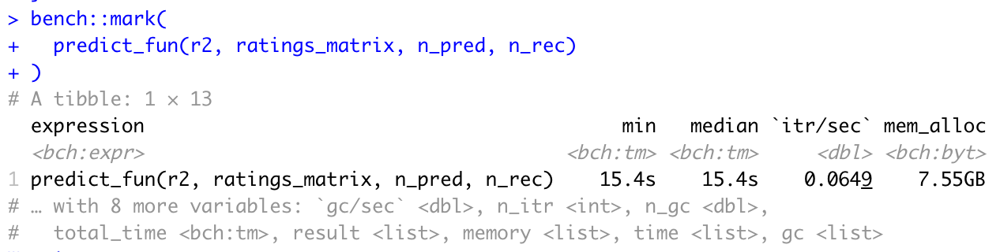 > bench::mark(
+   predict_fun(r2, ratings_matrix, n_pred, n_rec)
+ )
# A tibble: 1 × 13
  expression                                          min   median `itr/sec` mem_alloc
  <bch:expr>                                     <bch:tm> <bch:tm>     <dbl> <bch:byt>
1 predict_fun(r2, ratings_matrix, n_pred, n_rec)    15.4s    15.4s    0.0649    7.55GB
# … with 8 more variables: `gc/sec` <dbl>, n_itr <int>, n_gc <dbl>,
#   total_time <bch:tm>, result <list>, memory <list>, time <list>, gc <list>